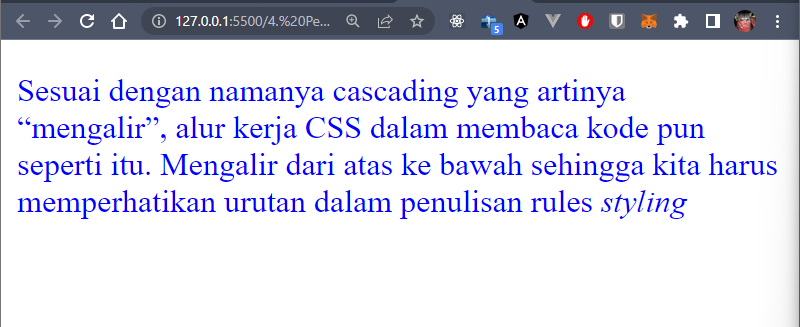 127.0.0.1:5500/4.%20Pe...
5
Sesuai dengan namanya cascading yang artinya
“mengalir”, alur kerja CSS dalam membaca kode pun
seperti itu. Mengalir dari atas ke bawah sehingga kita harus
memperhatikan urutan dalam penulisan rules styling